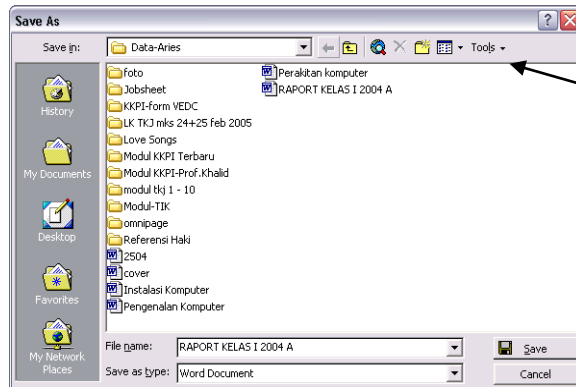 Save As
Save in:
Data-Aries
Tools
History
My Documents
Desktop
Favorites
My Network Places
foto
Jobsheet
KKPI-form VEDC
LK TKJ mks 24+25 feb 2005
Love Songs
Modul KKPI Terbaru
Modul KKPI-Prof.Khalid
modul tkj 1 - 10
Modul-TIK
omnipage
Referensi Haki
2504
cover
Instalasi Komputer
Pengenalan Komputer
Perakitan komputer
RAPORT KELAS I 2004 A
File name:
RAPORT KELAS I 2004 A
Save
Save as type:
Word Document
Cancel